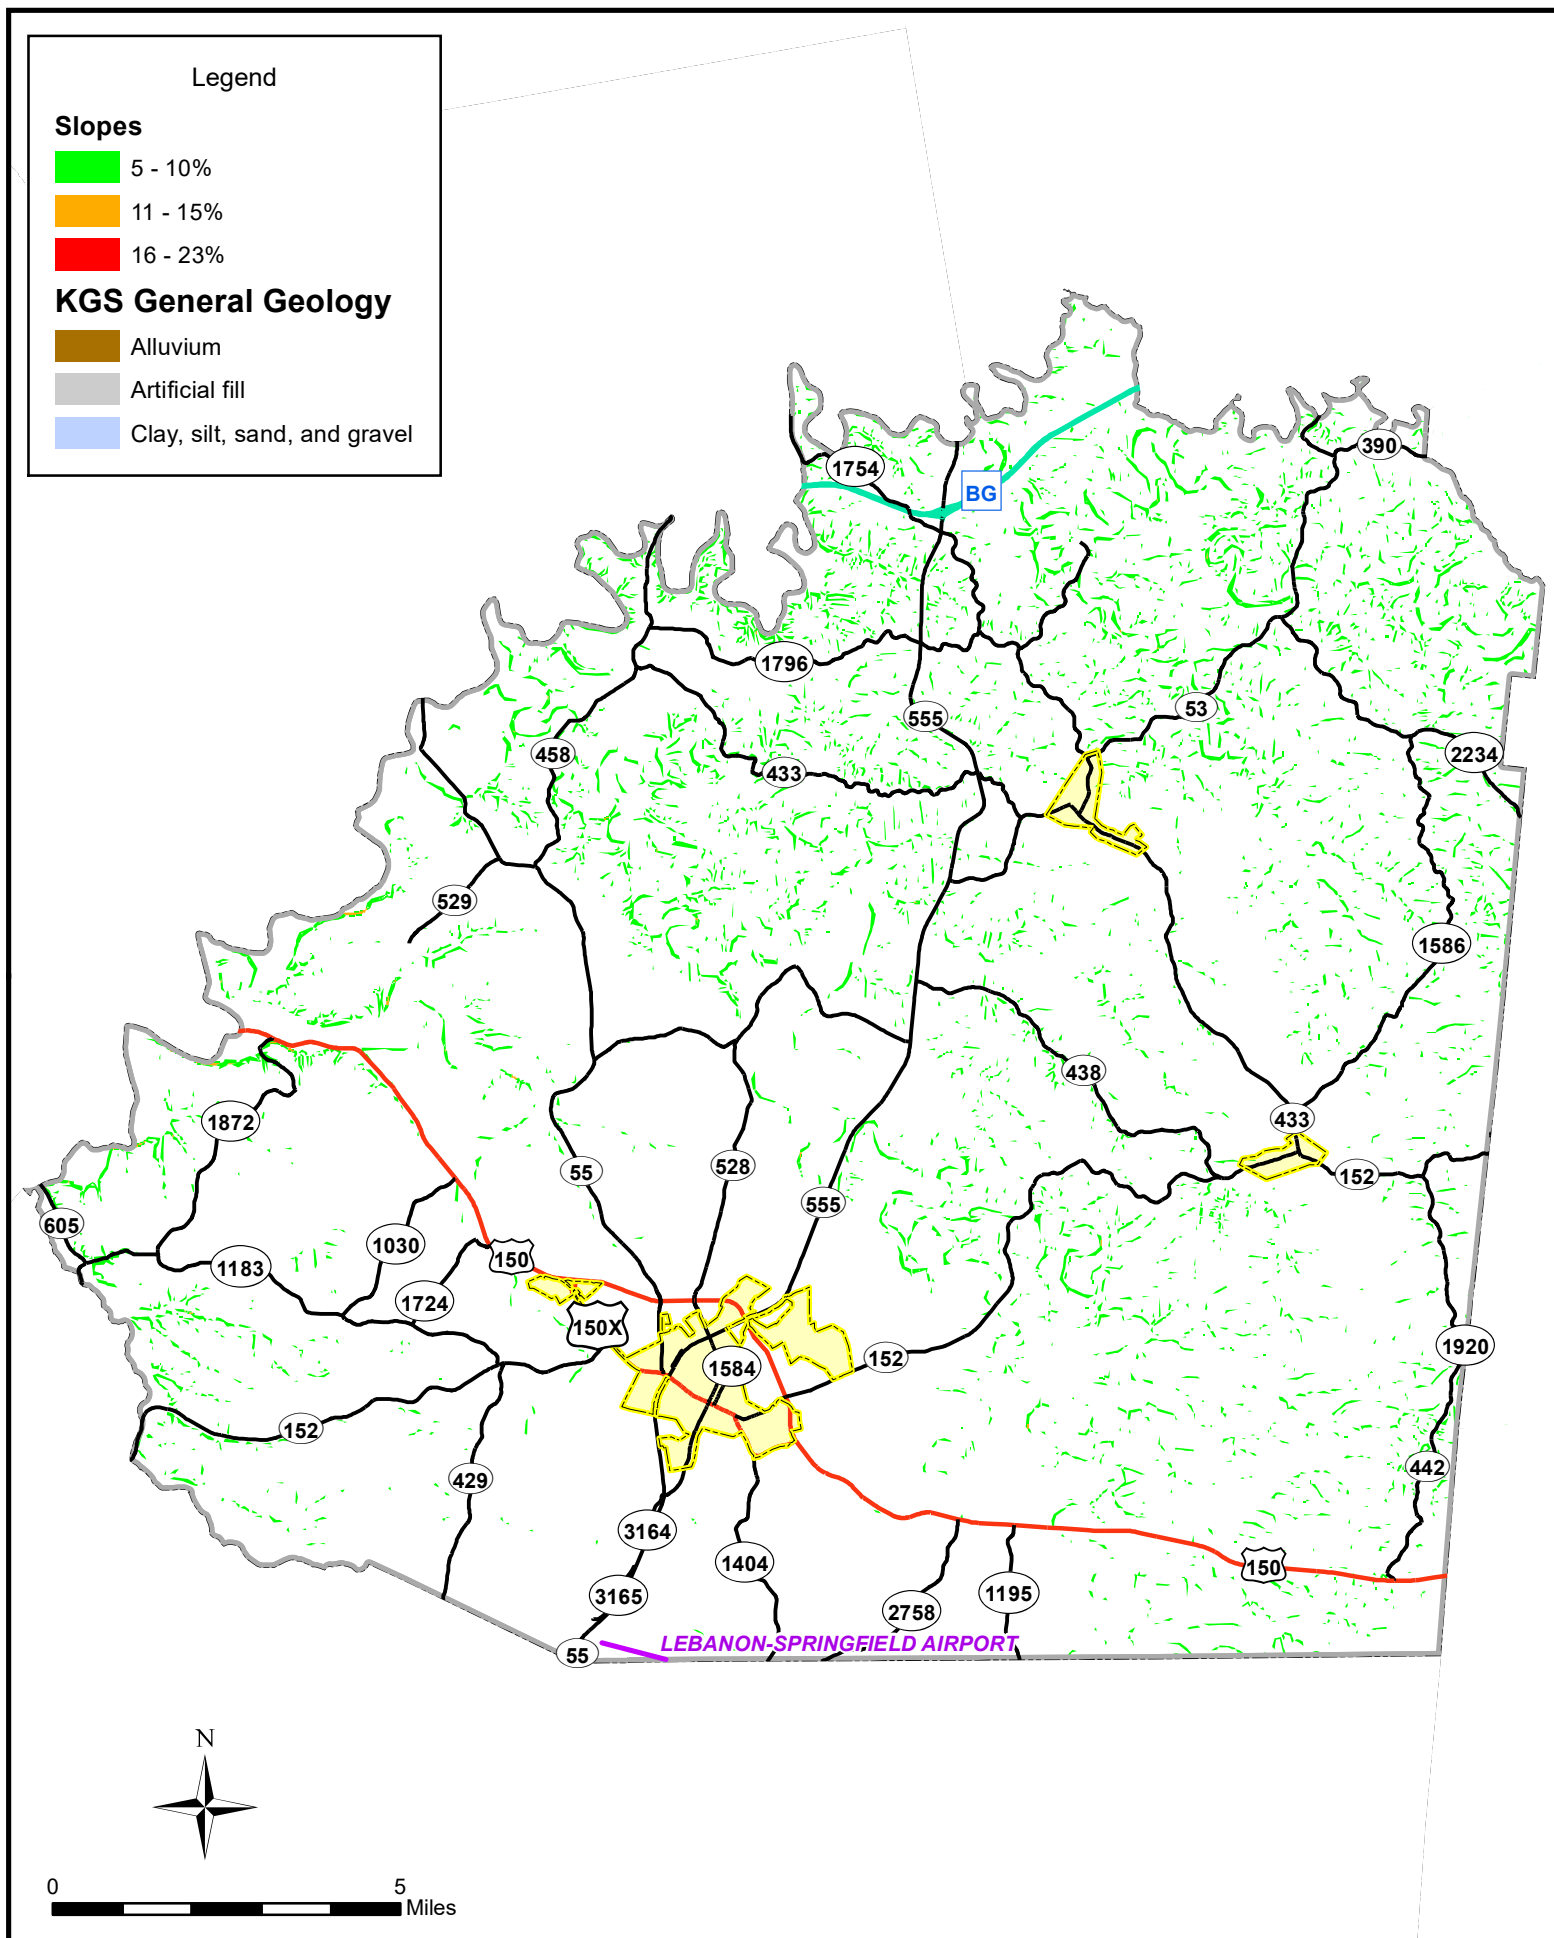 Legend
Slopes
5 - 10%
11 - 15%
16 - 23%
KGS General Geology
Alluvium
Artificial fill
Clay, silt, sand, and gravel
390
1754
BG
1796
53
555
458
433
2234
529
1586
438
1872
433
528
55
152
555
605
1030
150
1183
1724
150X
1920
152
1584
152
442
429
3164
1404
150
1195
3165
2758
LEBANON-SPRINGFIELD AIRPORT
55
N
0 5
Miles